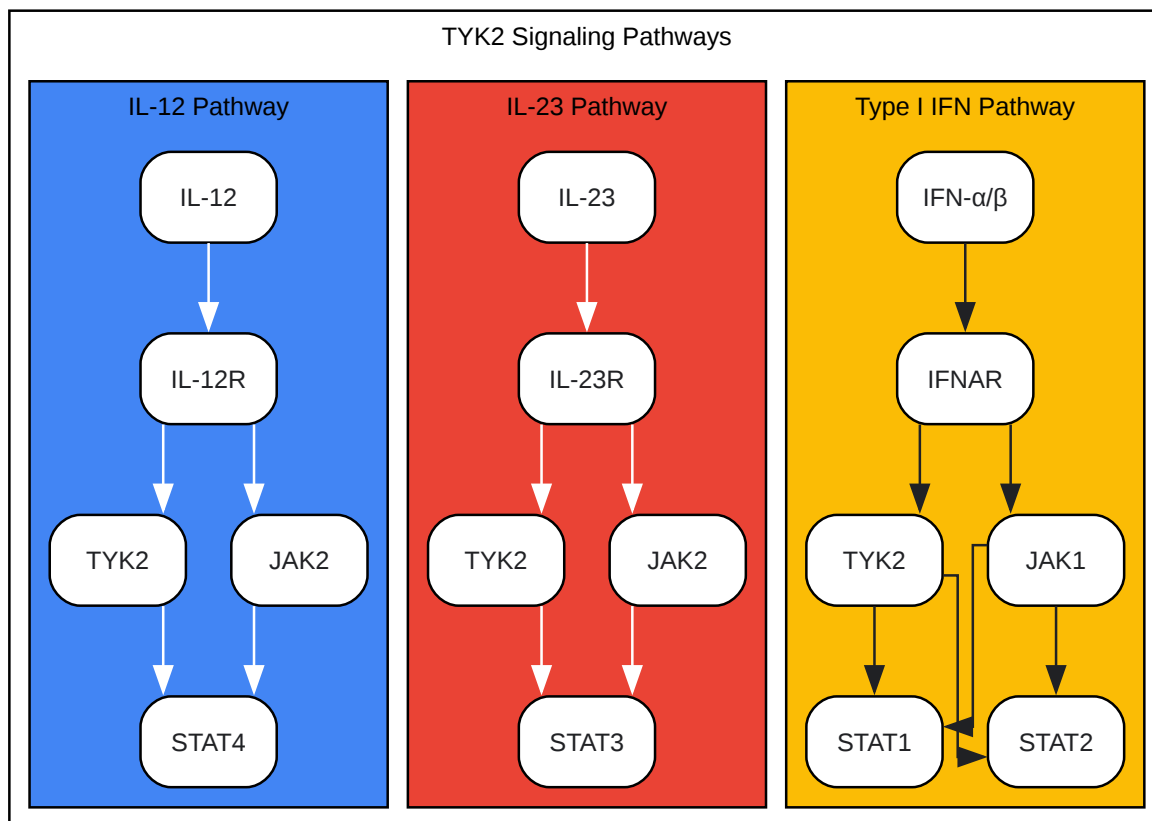 TYK2 Signaling Pathways
IL-12 Pathway
IL-12
IL-12R
TYK2
JAK2
STAT4
IL-23 Pathway
IL-23
IL-23R
TYK2
JAK2
STAT3
Type I IFN Pathway
IFN-α/β
IFNAR
TYK2
JAK1
STAT1
STAT2